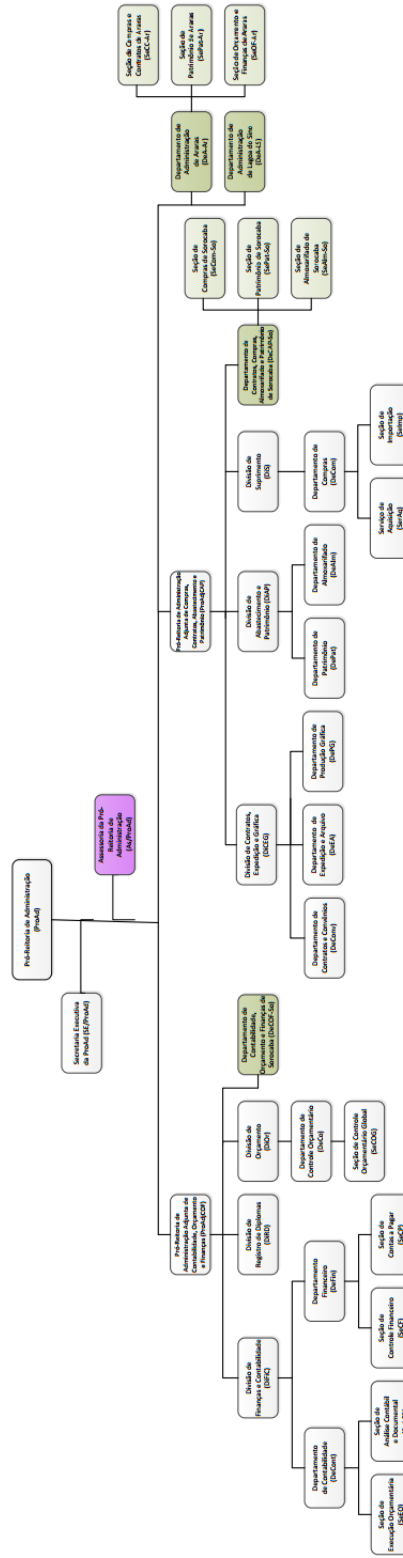 Pró-Reitoria de Administração
(ProAd)
Secretaria Executiva
da ProAd (SE/ProAd)
Assessoria da Pró-
Reitoria de
Administração
(As/ProAd)
Pró-Reitoria de
Administração Adjunta de
Contabilidade, Orçamento
e Finanças (ProAdjCOF)
Pró-Reitoria de Administração
Adjunta de Compras,
Contratos, Abastecimento e
Patrimônio (ProAdjCAP)
Departamento de
Administração
de Araras
(DeA-Ar)
Departamento de
Administração
de Lagoa do Sino
(DeA-LS)
Seção de Compras e
Contratos de Araras
(SeCC-Ar)
Seção de
Patrimônio de Araras
(SePat-Ar)
Seção de Orçamento e
Finanças de Araras
(SeOF-Ar)
Divisão de
Finanças e Contabilidade
(DiFiC)
Divisão de
Registro de Diplomas
(DiRD)
Divisão de
Orçamento
(DiOr)
Departamento de
Contabilidade,
Orçamento e Finanças de
Sorocaba (DeCOF-So)
Divisão de Contratos,
Expedição e Gráfica
(DiCEG)
Divisão de
Abastecimento e
Patrimônio (DiAP)
Divisão de
Suprimento
(DiS)
Departamento de
Contratos, Compras,
Almoxarifado e Patrimônio
de Sorocaba (DeCAP-So)
Seção de
Compras de Sorocaba
(SeCom-So)
Seção de
Patrimônio de Sorocaba
(SePat-So)
Seção de
Almoxarifado de
Sorocaba
(SeAlm-So)
Departamento
de Contabilidade
(DeCont)
Departamento
Financeiro
(DeFin)
Departamento de
Controle Orçamentário
(DeCo)
Departamento de
Contratos e Convênios
(DeConv)
Departamento de
Expedição e Arquivo
(DeEA)
Departamento de
Produção Gráfica
(DePG)
Departamento de
Patrimônio
(DePat)
Departamento de
Almoxarifado
(DeAlm)
Departamento de
Compras
(DeCom)
Seção de
Execução Orçamentária
(SeEO)
Seção de
Análise Contábil
e Documental
Seção de
Controle Financeiro
(SeCF)
Seção de
Contas a Pagar
(SeCP)
Seção de Controle
Orçamentário Global
(SeCOG)
Serviço de
Aquisição
(SerAq)
Seção de
Importação
(SeImp)